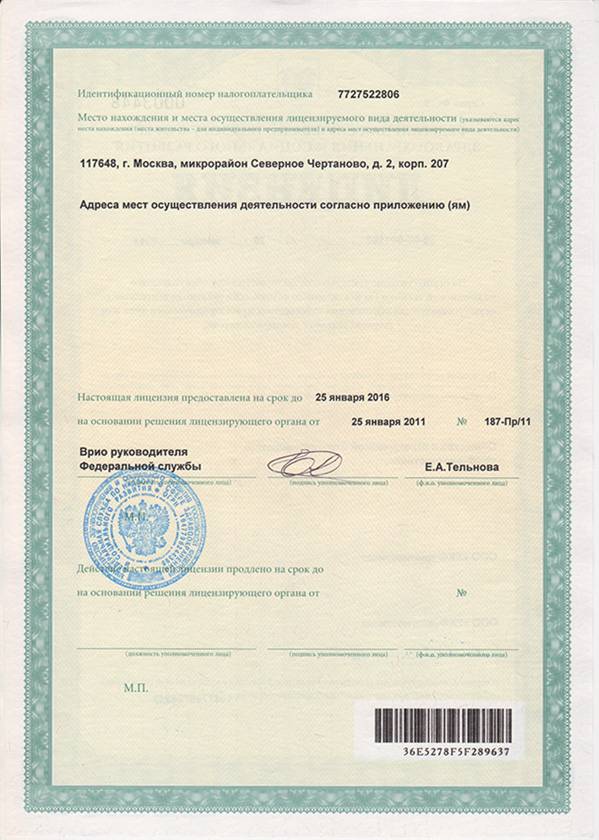 Идентификационный номер налогоплательщика 7727522806
Место нахождения и места осуществления лицензируемого вида деятельности (указываются адрес
места нахождения (места жительства – для индивидуального предпринимателя) и адреса мест осуществления лицензируемого вида деятельности)
117648, г. Москва, микрорайон Северное Чертаново, д. 2, корп. 207
Адреса мест осуществления деятельности согласно приложению (ям)
Настоящая лицензия предоставлена на срок до 25 января 2016
на основании решения лицензирующего органа от 25 января 2011 № 187-Пр/11
Врио руководителя
Федеральной службы Е.А.Тельнова
(подпись уполномоченного лица) (ф.и.о. уполномоченного лица)
М.П.
Действие настоящей лицензии продлено на срок до
на основании решения лицензирующего органа от №
(должность уполномоченного лица) (подпись уполномоченного лица) (ф.и.о. уполномоченного лица)
М.П.
36E5278F5F289637